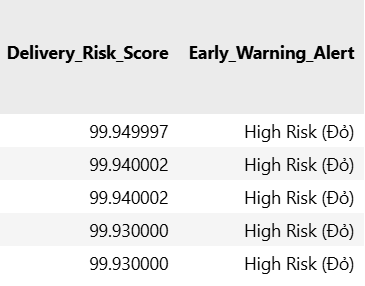 Delivery_Risk_Score Early_Warning_Alert
99.949997 High Risk (Đỏ)
99.940002 High Risk (Đỏ)
99.940002 High Risk (Đỏ)
99.930000 High Risk (Đỏ)
99.930000 High Risk (Đỏ)